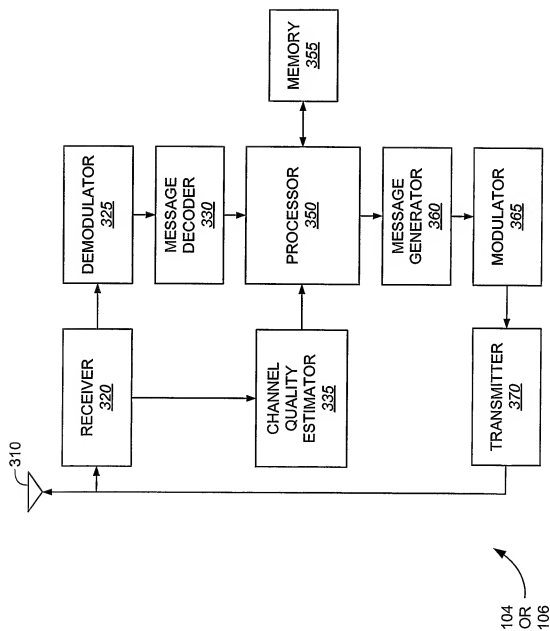 310
RECEIVER
320
DEMODULATOR
325
MESSAGE
DECODER
330
CHANNEL
QUALITY
ESTIMATOR
335
PROCESSOR
350
MEMORY
355
MESSAGE
GENERATOR
360
MODULATOR
365
TRANSMITTER
370
104
OR
106